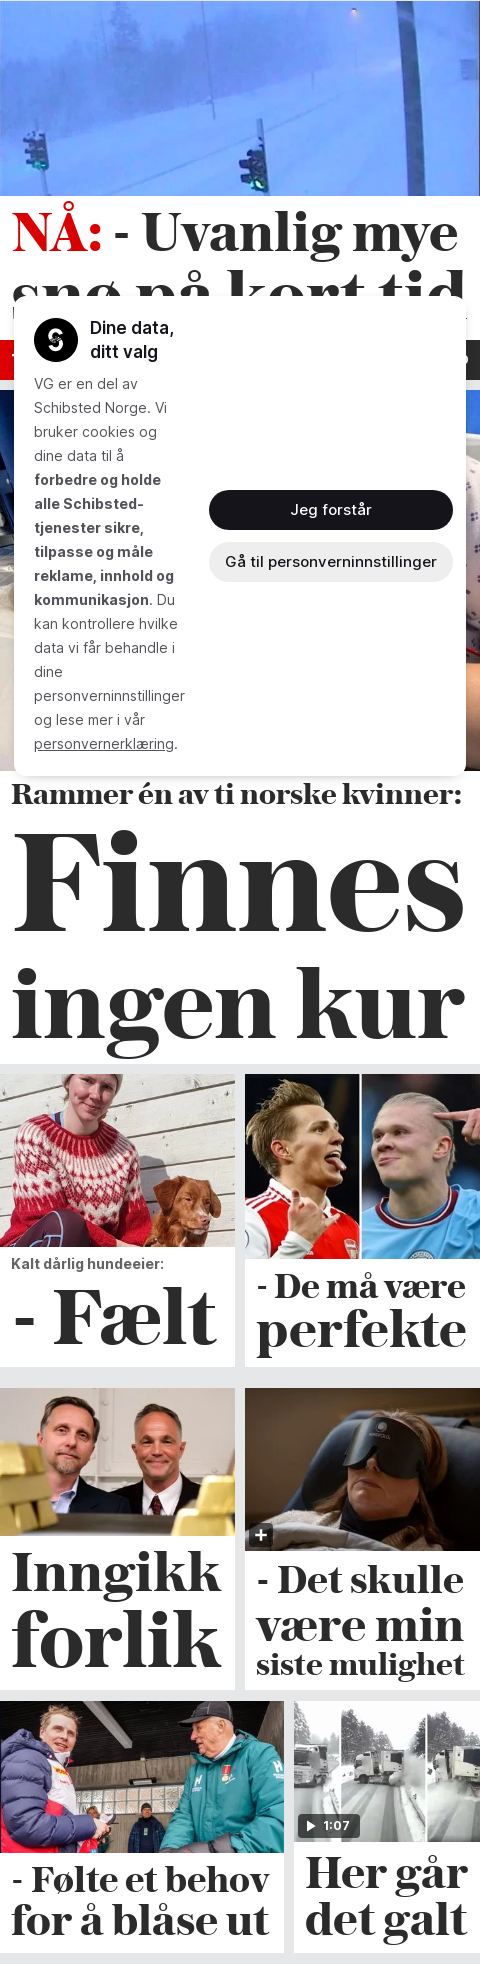 NÅ: - Uvanlig mye
snø på kort tid
Dine data,
ditt valg
VG er en del av
Schibsted Norge. Vi
bruker cookies og
dine data til å
forbedre og holde
alle Schibsted-
tjenester sikre,
tilpasse og måle
reklame, innhold og
kommunikasjon. Du
kan kontrollere hvilke
data vi får behandle i
dine
personverninnstillinger
og lese mer i vår
personvernerklæring.
Jeg forstår
Gå til personverninnstillinger
Rammer én av ti norske kvinner:
Finnes
ingen kur
Kalt dårlig hundeeier:
- Fælt
- De må være
perfekte
Inngikk
forlik
- Det skulle
være min
siste mulighet
- Følte et behov
for å blåse ut
1:07
Her går
det galt